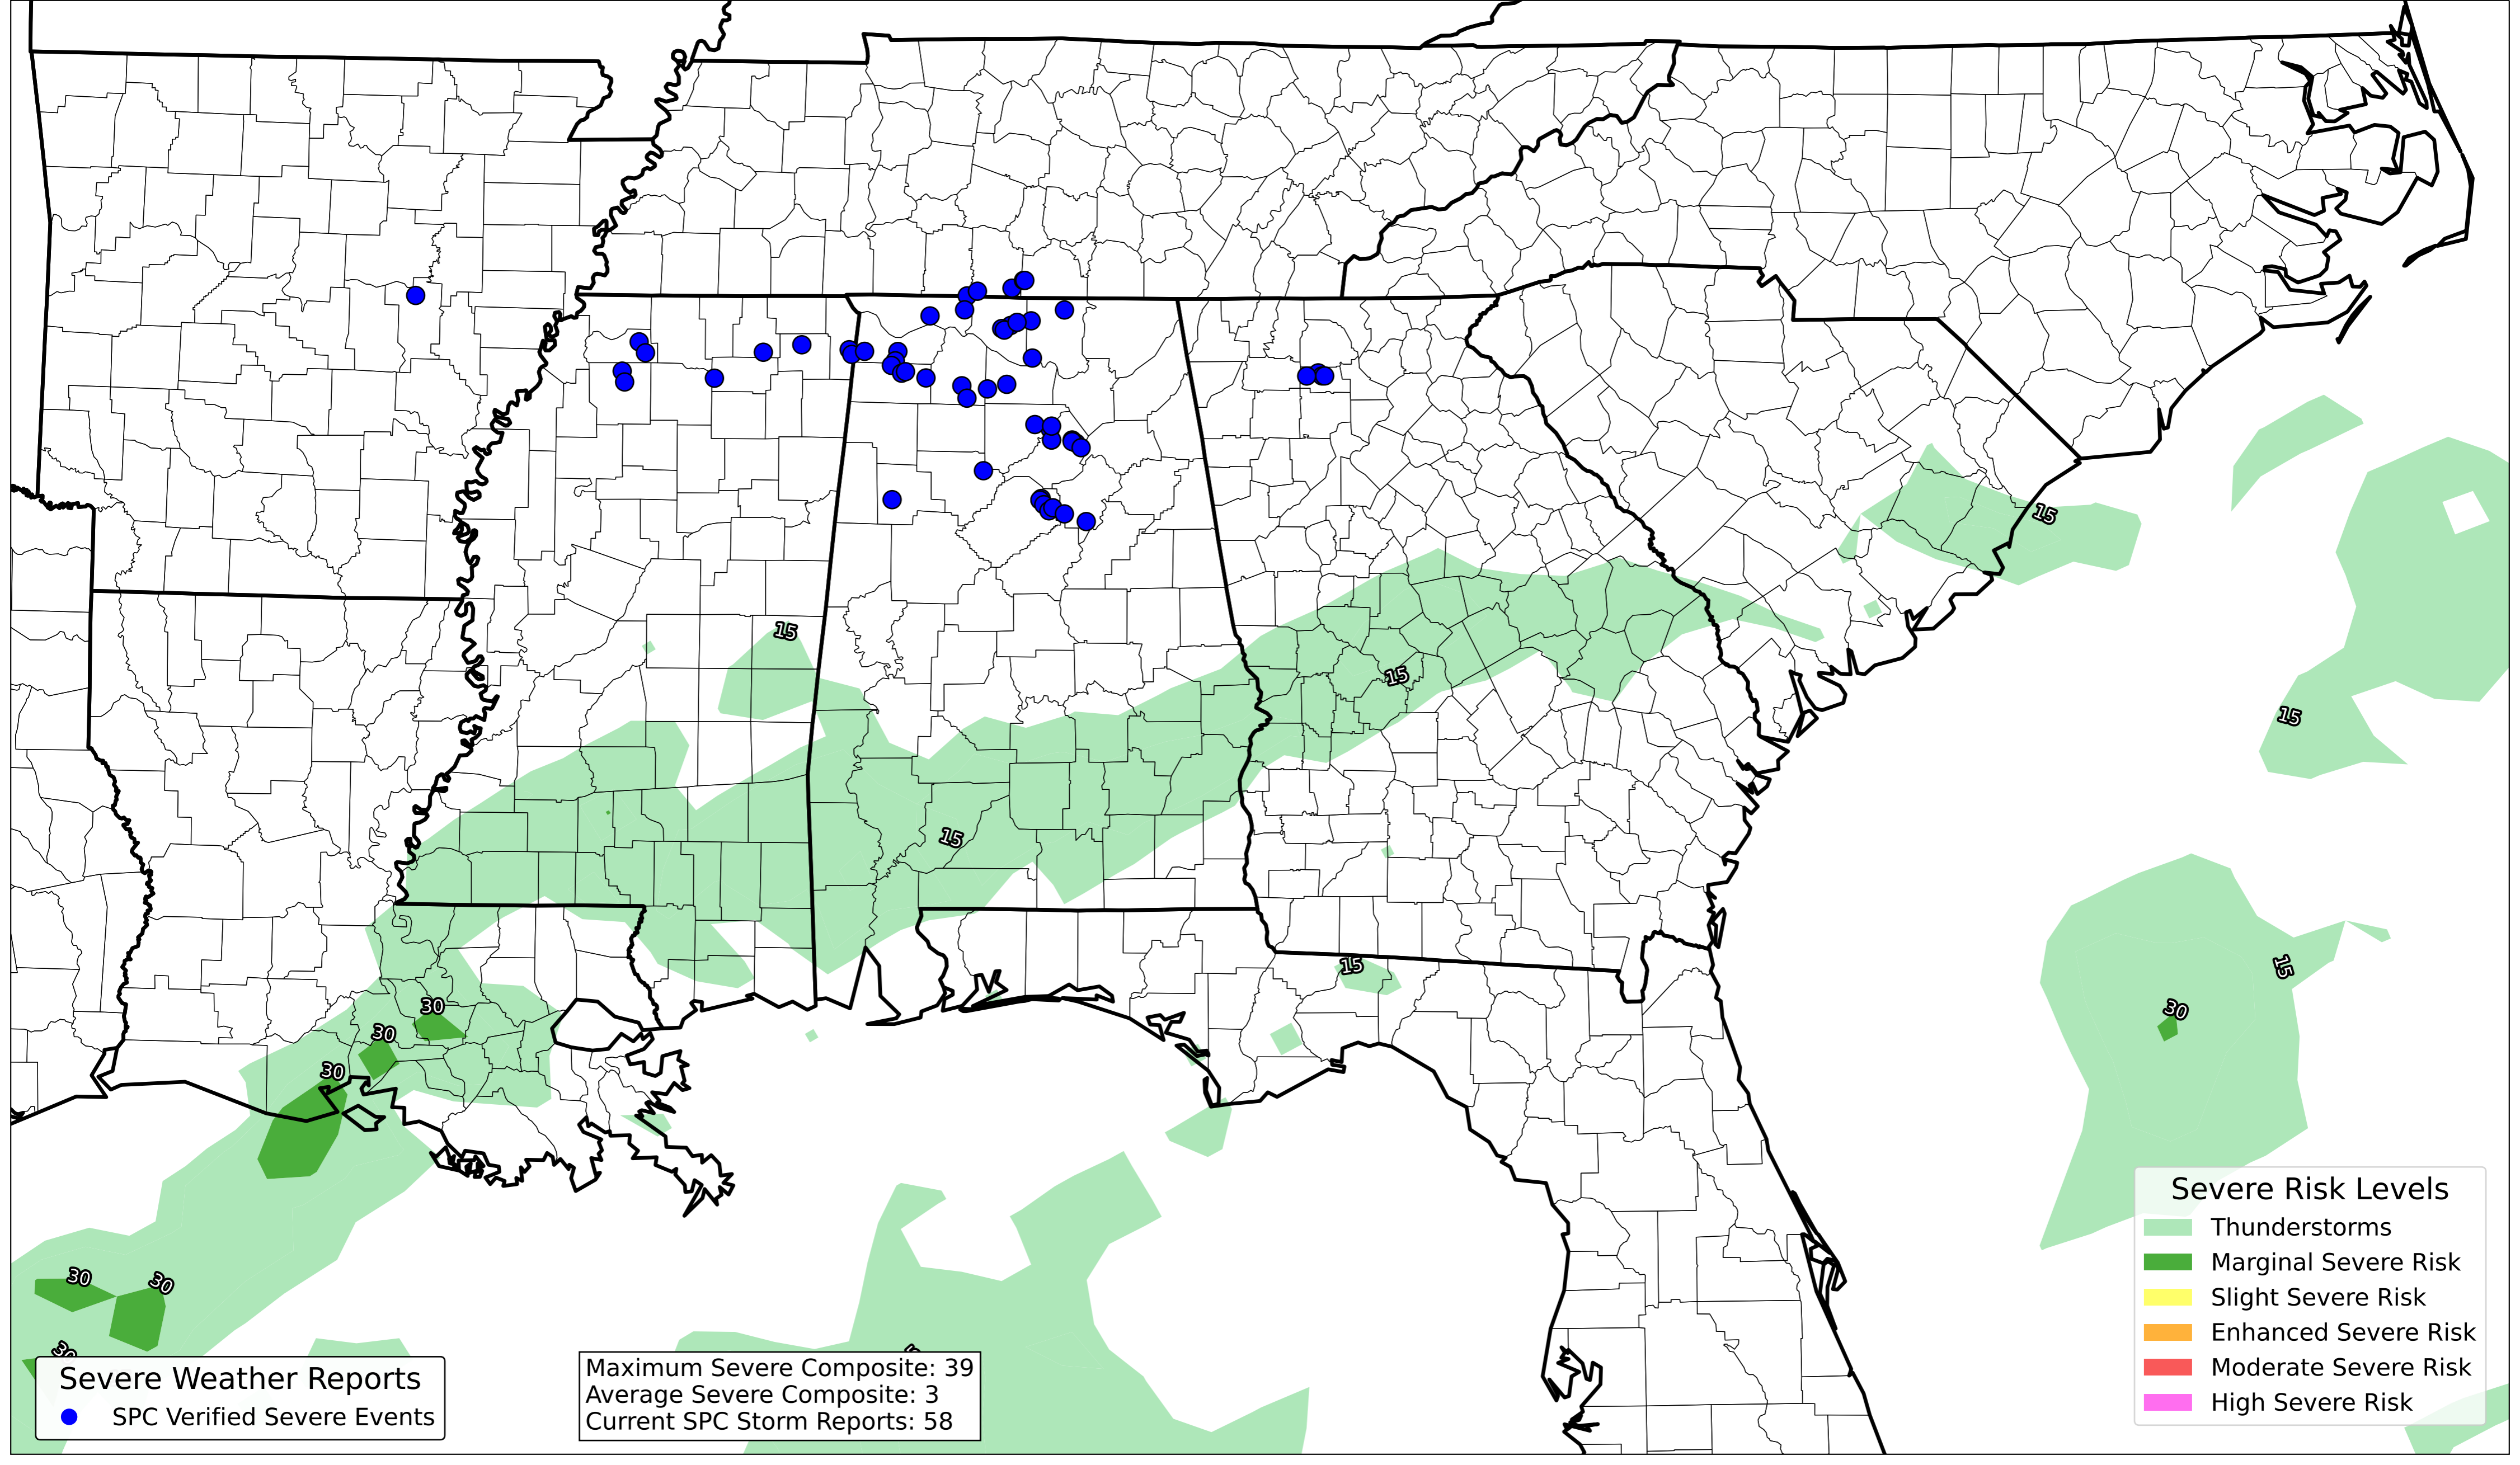 15
15
15
15
15
15
15
30
30
30
30
30
30
Severe Weather Reports
SPC Verified Severe Events
Maximum Severe Composite: 39
Average Severe Composite: 3
Current SPC Storm Reports: 58
Severe Risk Levels
Thunderstorms
Marginal Severe Risk
Slight Severe Risk
Enhanced Severe Risk
Moderate Severe Risk
High Severe Risk